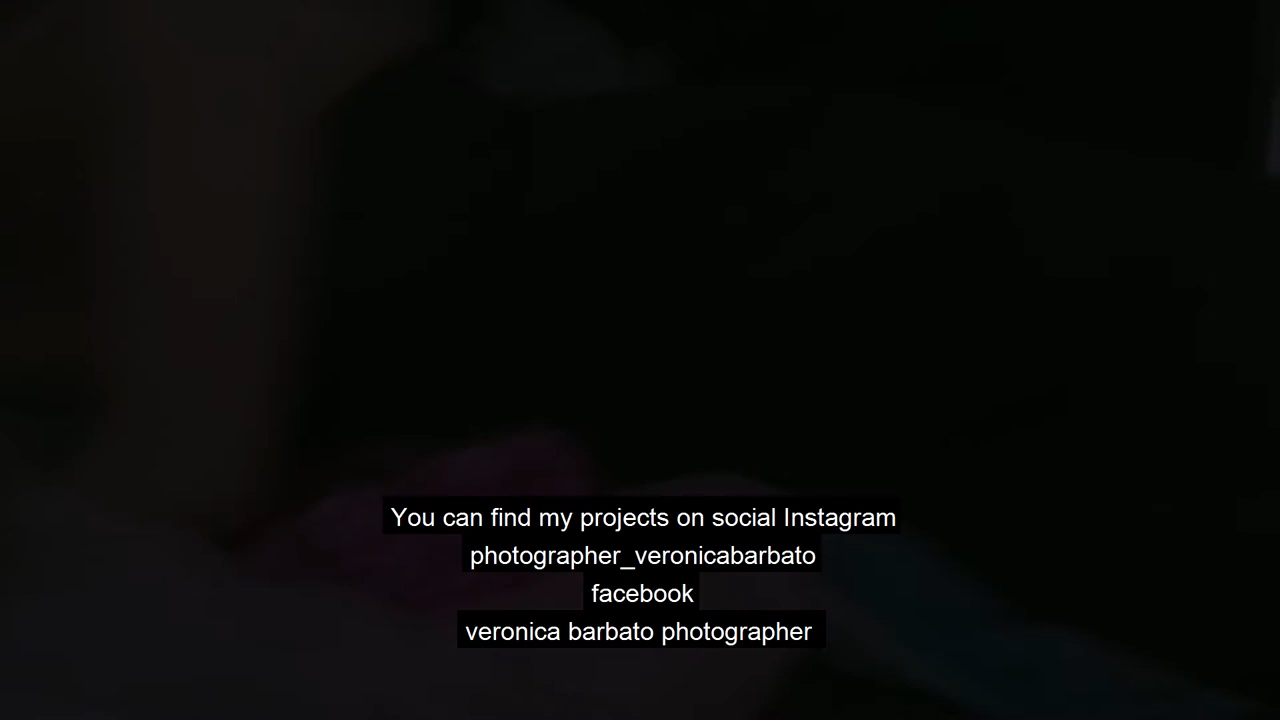 You can find my projects on social Instagram
photographer_veronicabarbato
facebook
veronica barbato photographer